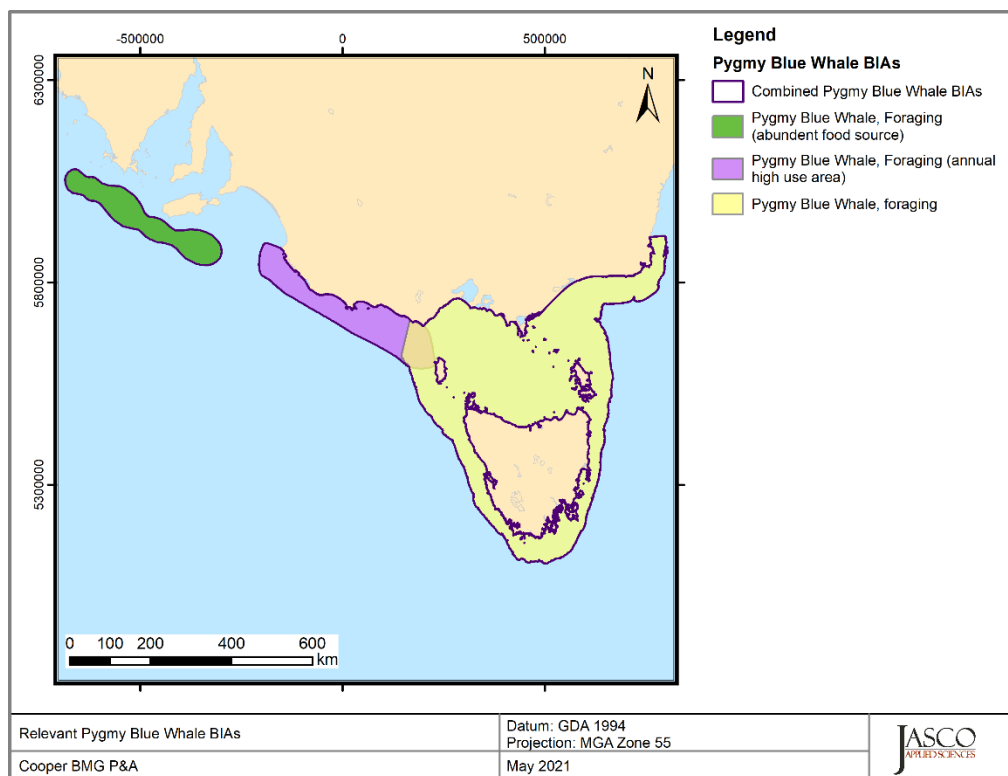 -500000 0 500000
6300000
5800000
5300000
N
0 100 200 400 600
km
Legend
Pygmy Blue Whale BIAs
Combined Pygmy Blue Whale BIAs
Pygmy Blue Whale, Foraging
(abundent food source)
Pygmy Blue Whale, Foraging (annual
high use area)
Pygmy Blue Whale, foraging
Relevant Pygmy Blue Whale BIAs
Datum: GDA 1994
Projection: MGA Zone 55
Cooper BMG P&A
May 2021
JASCO
APPLIED SCIENCES